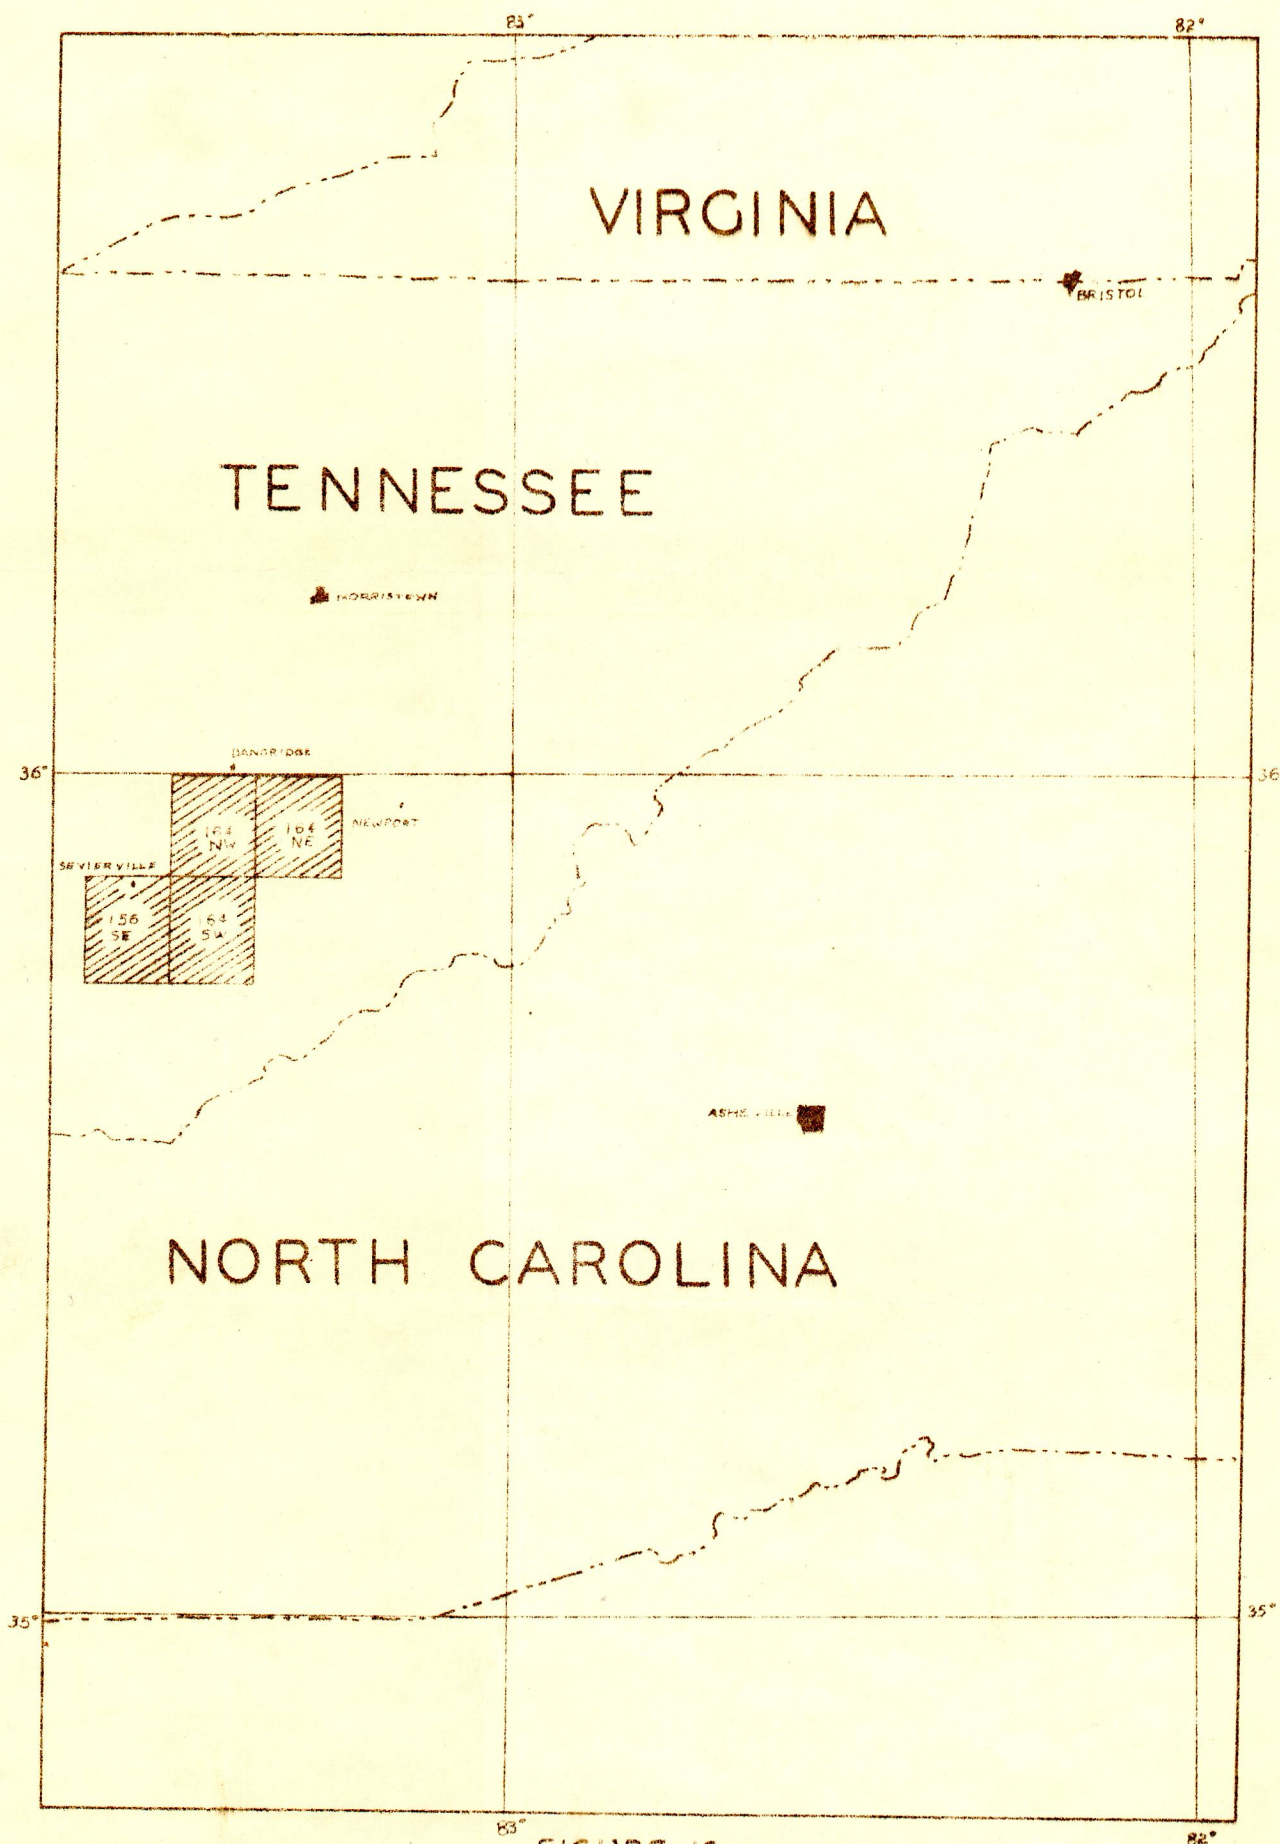 83° 82°
VIRGINIA
BRISTOL
TENNESSEE
MORRISTOWN
DANDRIDGE
36° 36
NEWPORT
164 164
NW NE
SEVIERVILLE
156 164
SE SW
ASHEVILLE
NORTH CAROLINA
35° 35°
83° 82°
FIGURE